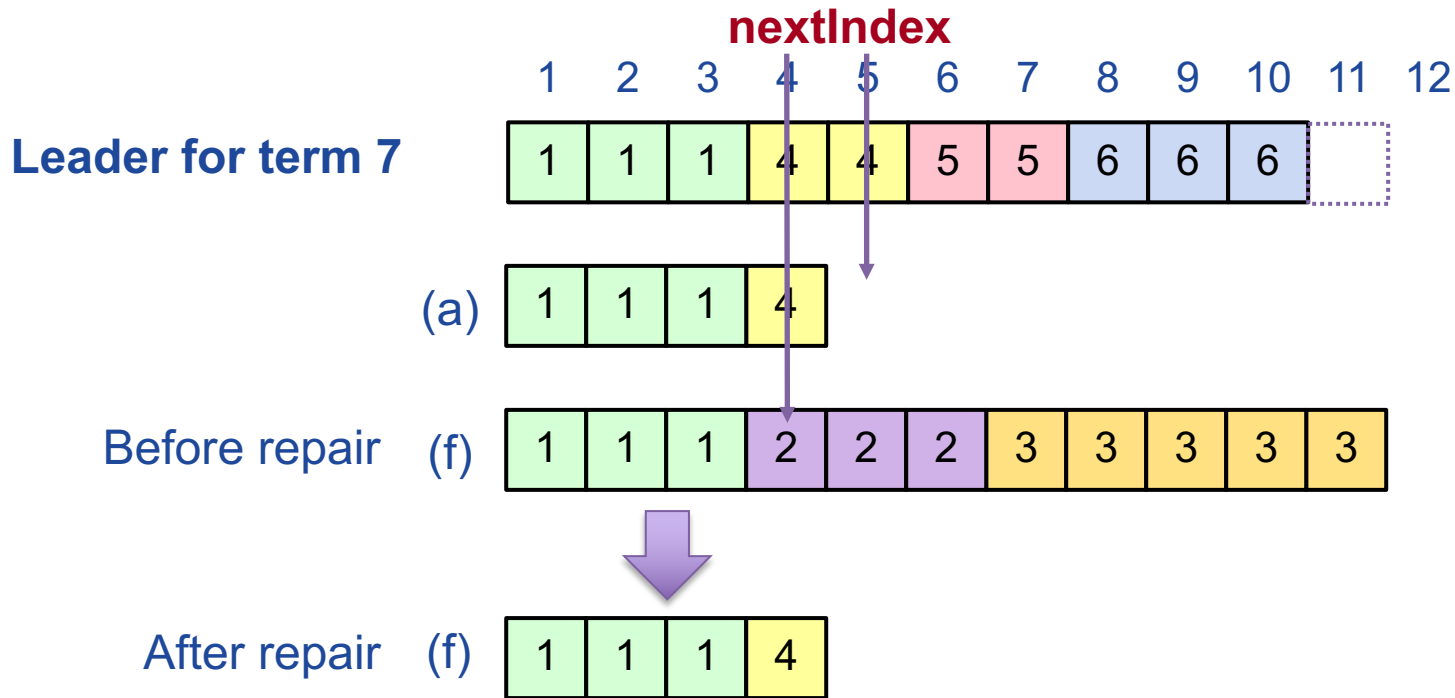 nextIndex
1 2 3 4 5 6 7 8 9 10 11 12
Leader for term 7 1 1 1 4 4 5 5 6 6 6
(a) 1 1 1 4
Before repair (f) 1 1 1 2 2 2 3 3 3 3 3
After repair (f) 1 1 1 4